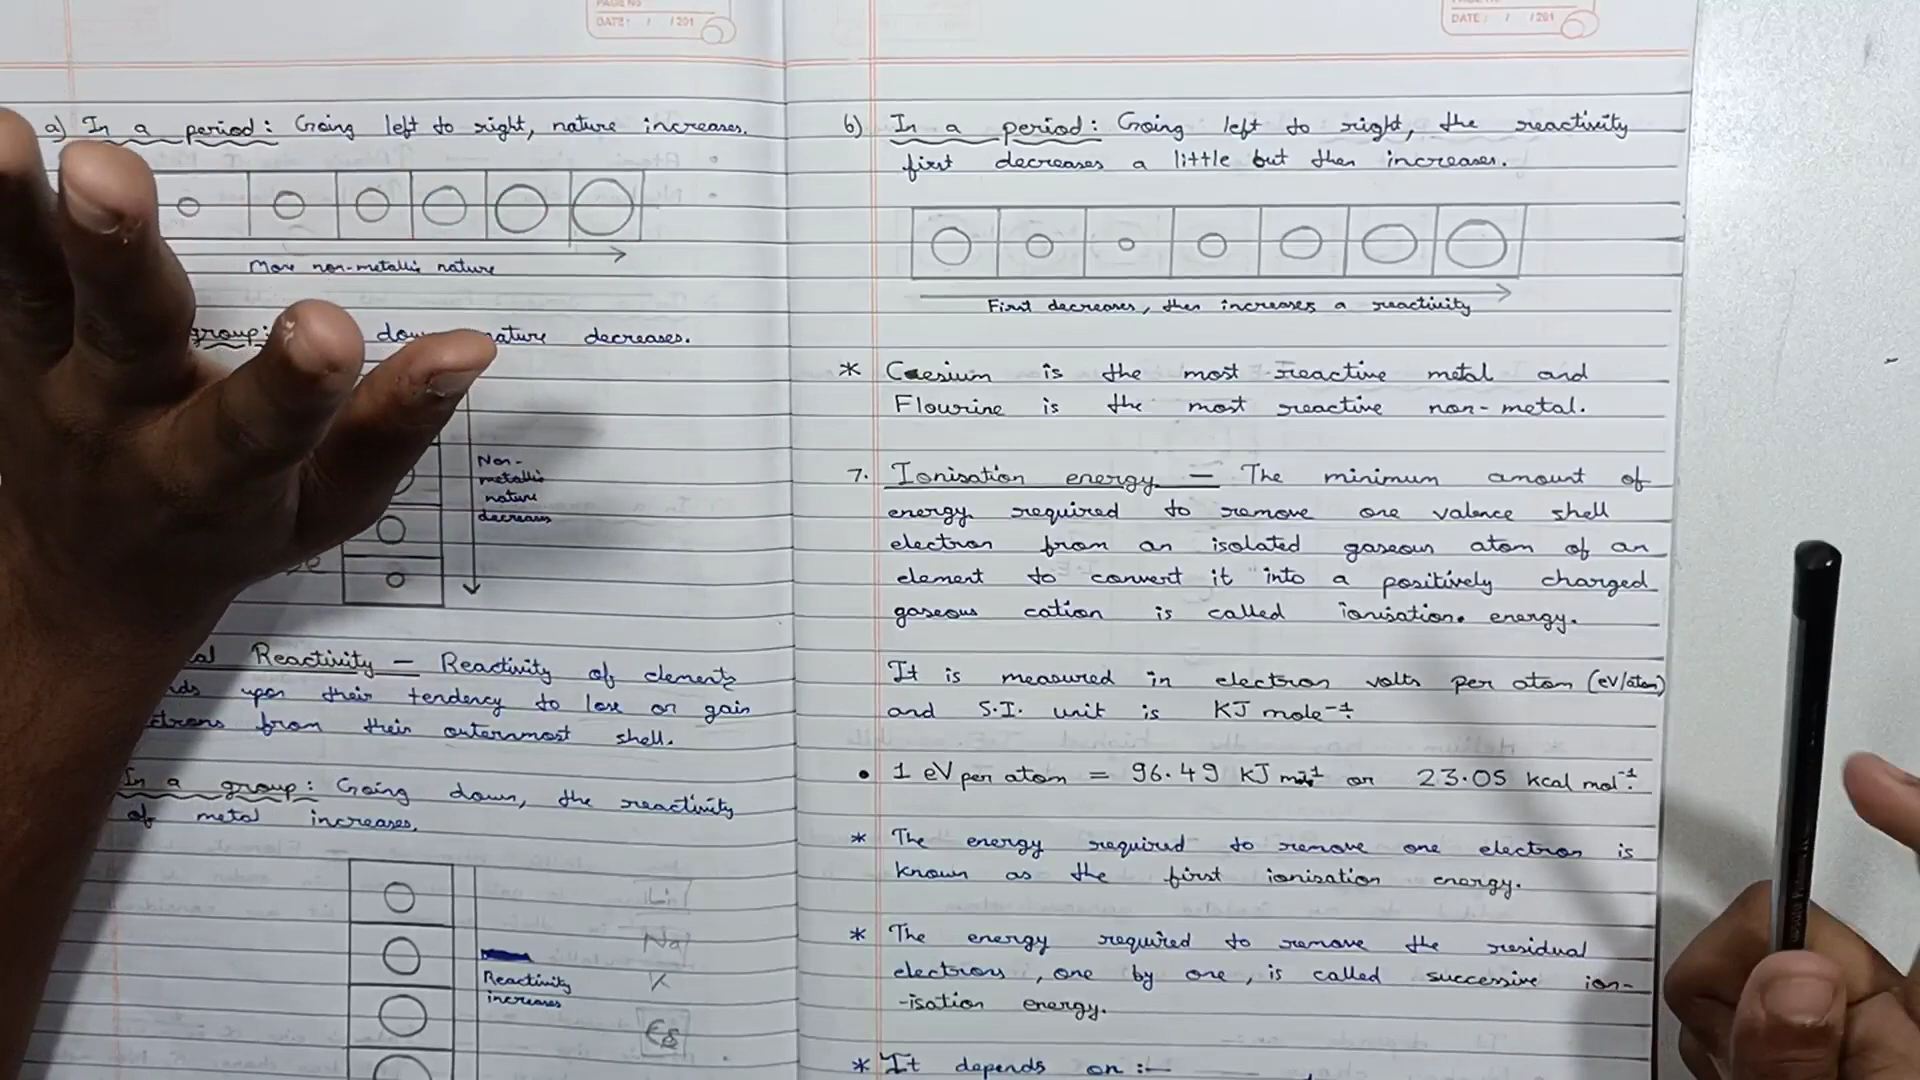 PAGE NO
DATE: / /201
a) In a period: Going left to right, nature increases.
More non-metallic nature
group: down nature decreases.
Non-
metallic
nature
decreases
Reactivity — Reactivity of elements
upon their tendency to lose or gain
from their outermost shell.
In a group: Going down, the reactivity
of metal increases.
Reactivity
increases
Li
Na
K
Cs
DATE: / /201
b) In a period: Going left to right, the reactivity
first decreases a little but then increases.
First decreases, then increases a reactivity
* Caesium is the most reactive metal and
Flourine is the most reactive non-metal.
7. Ionisation energy — The minimum amount of
energy required to remove one valence shell
electron from an isolated gaseous atom of an
element to convert it into a positively charged
gaseous cation is called ionisation energy.
It is measured in electron volts per atom (eV/atom)
and S.I. unit is KJ mole⁻¹.
• 1 eV per atom = 96.49 KJ mol⁻¹ or 23.05 kcal mol⁻¹.
* The energy required to remove one electron is
known as the first ionisation energy.
* The energy required to remove the residual
electrons, one by one, is called successive ion-
-isation energy.
* It depends on :-